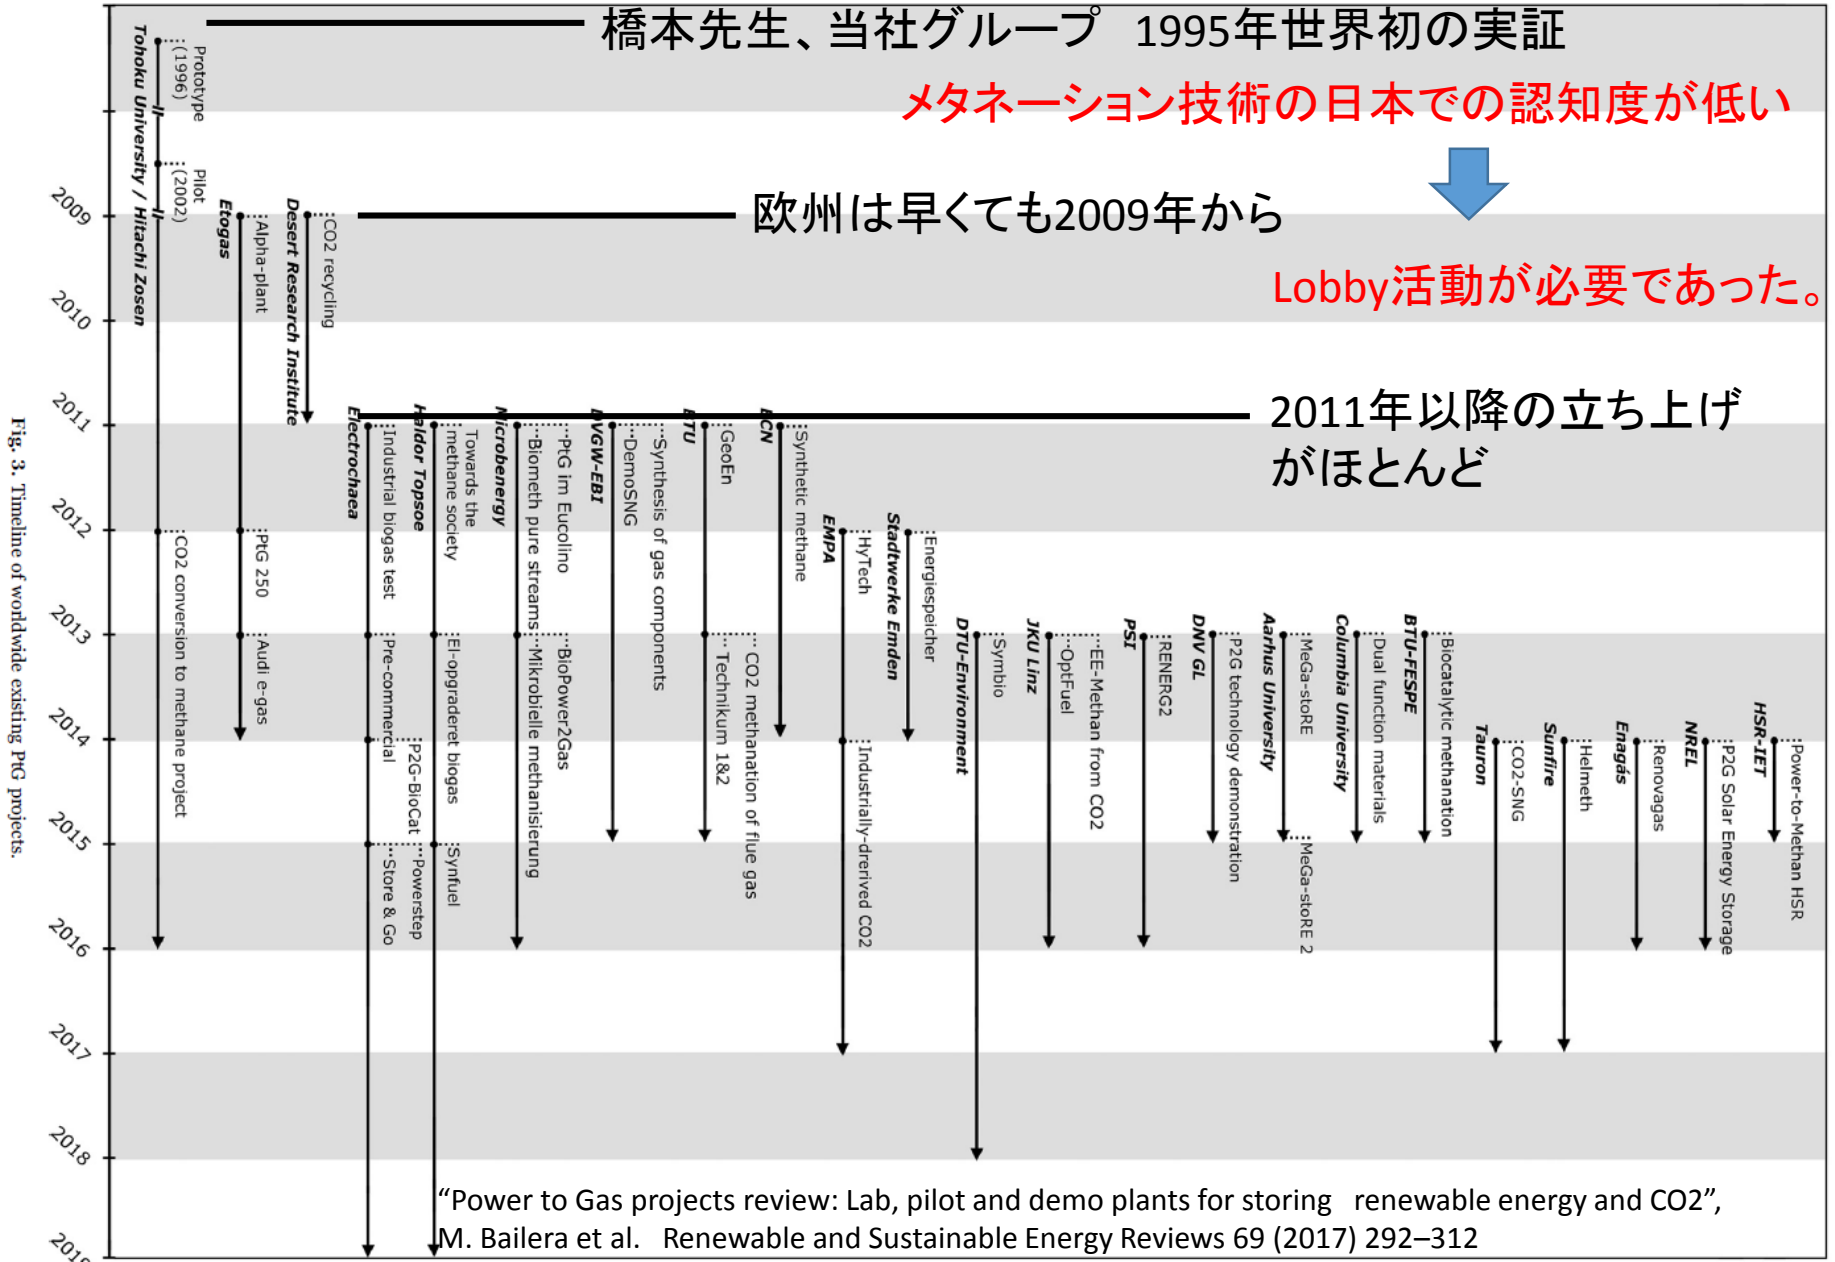 橋本先生、当社グループ 1995年世界初の実証
メタネーション技術の日本での認知度が低い
欧州は早くても2009年から
Lobby活動が必要であった。
2011年以降の立ち上げ
がほとんど
2009
2010
2011
2012
2013
2014
2015
2016
2017
2018
Tohoku University / Hitachi Zosen
Prototype
(1996)
Pilot
(2002)
CO2 conversion to methane project
Etogas
Alpha-plant
PtG 250
Audi e-gas
Desert Research Institute
CO2 recycling
Electrochaea
Industrial biogas test
Pre-commercial
P2G-BioCat
Store & Go
Powerstep
Haldor Topsoe
Towards the
methane society
El-opgraderet biogas
Synfuel
Microbenergy
PtG im Eucolino
Biometh pure streams
BioPower2Gas
Mikrobielle methanisierung
DVGW-EBI
Synthesis of gas components
DemoSNG
BTU
GeoEn
CO2 methanation of flue gas
Technikum 1&2
ECN
Synthetic methane
EMPA
HyTech
Industrially-drerived CO2
Stadtwerke Emden
Energiespeicher
DTU-Environment
Symbio
JKU Linz
EE-Methan from CO2
OptFuel
PSI
RENERG2
DNV GL
P2G technology demonstration
Aarhus University
MeGa-stoRE
MeGa-stoRE 2
Columbia University
Dual function materials
BTU-FESPE
Biocatalytic methanation
Tauron
CO2-SNG
Sunfire
Helmeth
Enagás
Renovagas
NREL
P2G Solar Energy Storage
HSR-IET
Power-to-Methan HSR
Fig. 3. Timeline of worldwide existing PtG projects.
“Power to Gas projects review: Lab, pilot and demo plants for storing renewable energy and CO2”,
M. Bailera et al. Renewable and Sustainable Energy Reviews 69 (2017) 292–312